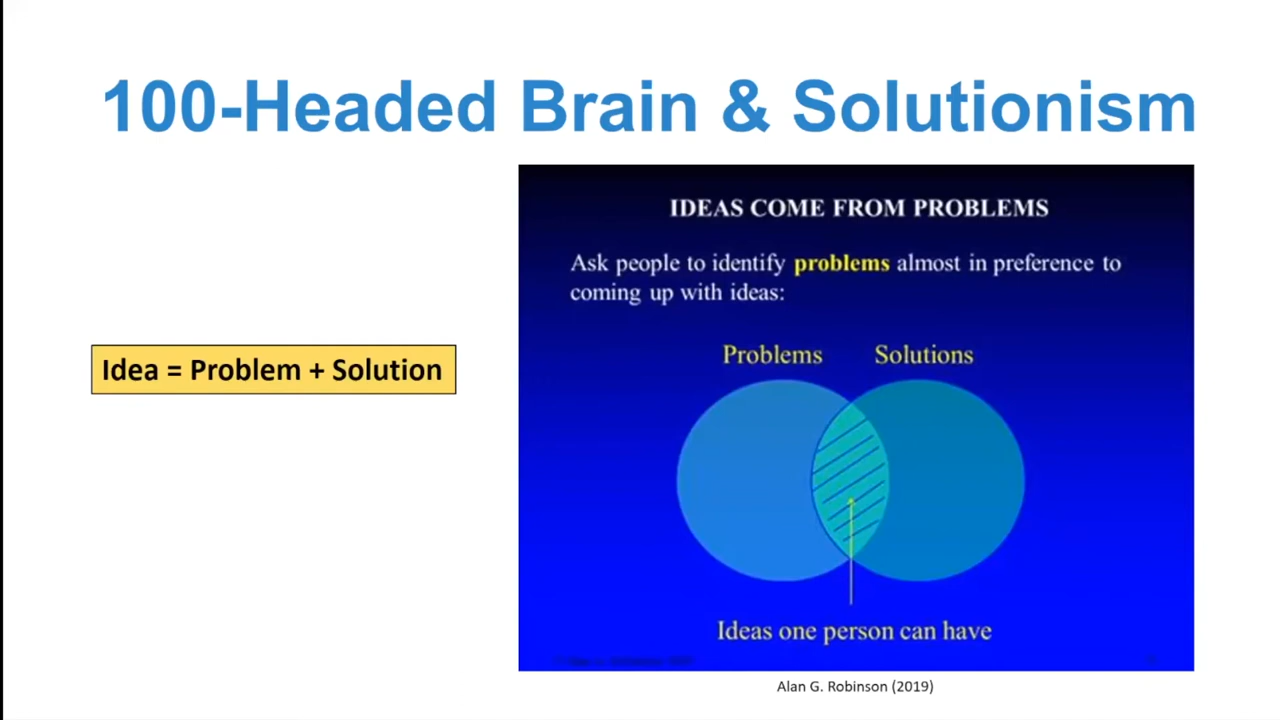 100-Headed Brain & Solutionism
Idea = Problem + Solution
IDEAS COME FROM PROBLEMS
Ask people to identify problems almost in preference to
coming up with ideas:
Problems
Solutions
Ideas one person can have
Alan G. Robinson (2019)